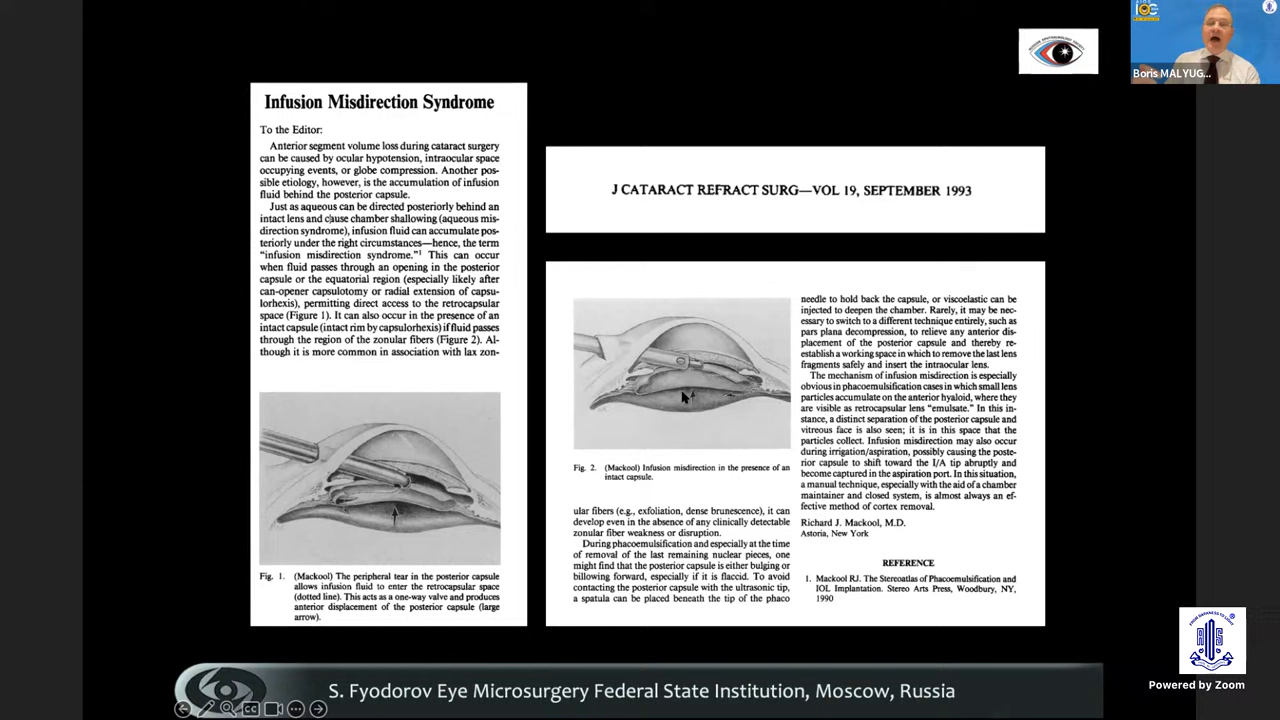 Infusion Misdirection Syndrome
To the Editor:
Anterior segment volume loss during cataract surgery
can be caused by ocular hypotension, intraocular space
occupying events, or globe compression. Another pos-
sible etiology, however, is the accumulation of infusion
fluid behind the posterior capsule.
Just as aqueous can be directed posteriorly behind an
intact lens and cause chamber shallowing (aqueous mis-
direction syndrome), infusion fluid can accumulate pos-
teriorly under the right circumstances—hence, the term
“infusion misdirection syndrome.”1 This can occur
when fluid passes through an opening in the posterior
capsule or the equatorial region (especially likely after
can-opener capsulotomy or radial extension of capsu-
lorhexis), permitting direct access to the retrocapsular
space (Figure 1). It can also occur in the presence of an
intact capsule (intact rim by capsulorhexis) if fluid passes
through the region of the zonular fibers (Figure 2). Al-
though it is more common in association with lax zon-
Fig. 1. (Mackool) The peripheral tear in the posterior capsule
allows infusion fluid to enter the retrocapsular space
(dotted line). This acts as a one-way valve and produces
anterior displacement of the posterior capsule (large
arrow).
J CATARACT REFRACT SURG—VOL 19, SEPTEMBER 1993
Fig. 2. (Mackool) Infusion misdirection in the presence of an
intact capsule.
ular fibers (e.g., exfoliation, dense brunescence), it can
develop even in the absence of any clinically detectable
zonular fiber weakness or disruption.
During phacoemulsification and especially at the time
of removal of the last remaining nuclear pieces, one
might find that the posterior capsule is either bulging or
billowing forward, especially if it is flaccid. To avoid
contacting the posterior capsule with the ultrasonic tip,
a spatula can be placed beneath the tip of the phaco
needle to hold back the capsule, or viscoelastic can be
injected to deepen the chamber. Rarely, it may be nec-
essary to switch to a different technique entirely, such as
pars plana decompression, to relieve any anterior dis-
placement of the posterior capsule and thereby re-
establish a working space in which to remove the last lens
fragments safely and insert the intraocular lens.
The mechanism of infusion misdirection is especially
obvious in phacoemulsification cases in which small lens
particles accumulate on the anterior hyaloid, where they
are visible as retrocapsular lens “emulsate.” In this in-
stance, a distinct separation of the posterior capsule and
vitreous face is also seen; it is in this space that the
particles collect. Infusion misdirection may also occur
during irrigation/aspiration, possibly causing the poste-
rior capsule to shift toward the I/A tip abruptly and
become captured in the aspiration port. In this situation,
a manual technique, especially with the aid of a chamber
maintainer and closed system, is almost always an ef-
fective method of cortex removal.
Richard J. Mackool, M.D.
Astoria, New York
REFERENCE
1. Mackool RJ. The Stereoatlas of Phacoemulsification and
IOL Implantation. Stereo Arts Press, Woodbury, NY,
1990
Boris MALYUG...
S. Fyodorov Eye Microsurgery Federal State Institution, Moscow, Russia
CC
Powered by Zoom